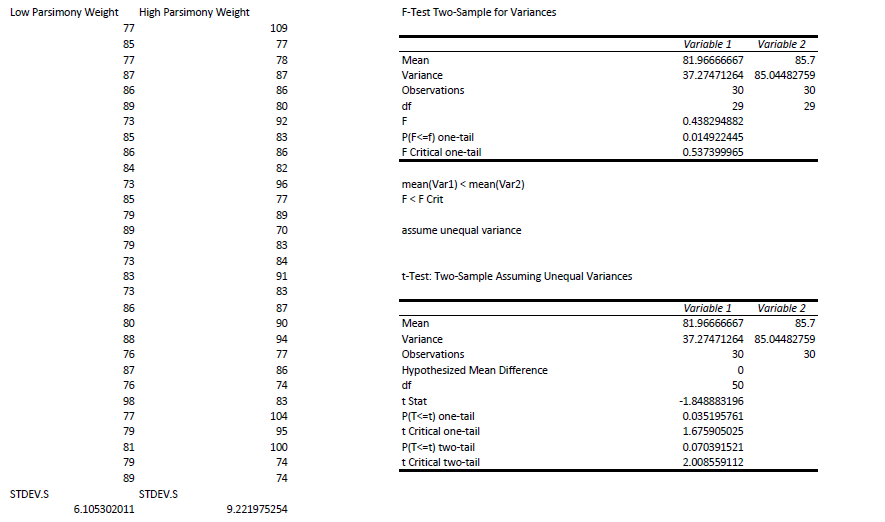 Low Parsimony Weight High Parsimony Weight F-Test Two-Sample for Variances
77 109
85 77 Variable 1 Variable 2
77 78 Mean 81.96666667 85.7
87 87 Variance 37.27471264 85.04482759
86 86 Observations 30 30
89 80 df 29 29
73 92 F 0.438294882
85 83 P(F<=f) one-tail 0.014922445
86 86 F Critical one-tail 0.537399965
84 82
73 96 mean(Var1) < mean(Var2)
85 77 F < F Crit
79 89
89 70 assume unequal variance
79 83
73 84
83 91 t-Test: Two-Sample Assuming Unequal Variances
73 83
86 87 Variable 1 Variable 2
80 90 Mean 81.96666667 85.7
88 94 Variance 37.27471264 85.04482759
76 77 Observations 30 30
87 86 Hypothesized Mean Difference 0
76 74 df 50
98 83 t Stat -1.848883196
77 104 P(T<=t) one-tail 0.035195761
79 95 t Critical one-tail 1.675905025
81 100 P(T<=t) two-tail 0.070391521
79 74 t Critical two-tail 2.008559112
89 74
STDEV.S STDEV.S
6.105302011 9.221975254